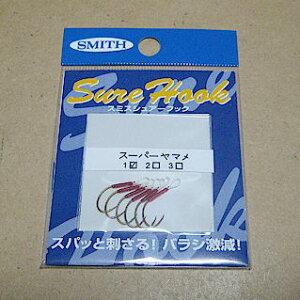 SMITH
Sure Hook
スミスシュアーフック
スーパーヤマメ
1☑ 2☐ 3☐
スパッと刺さる! バラシ激減!